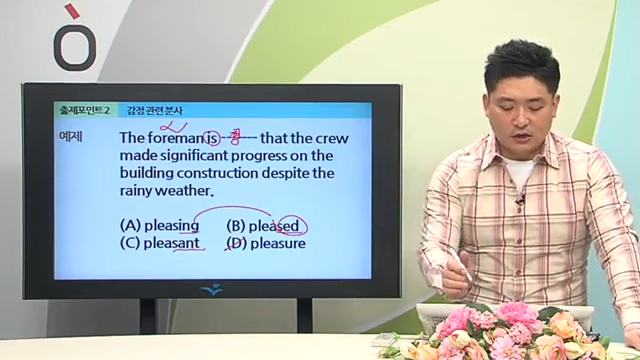 출제포인트2 감정 관련 분사
예제
The foreman is ------- that the crew
made significant progress on the
building construction despite the
rainy weather.
(A) pleasing (B) pleased
(C) pleasant (D) pleasure